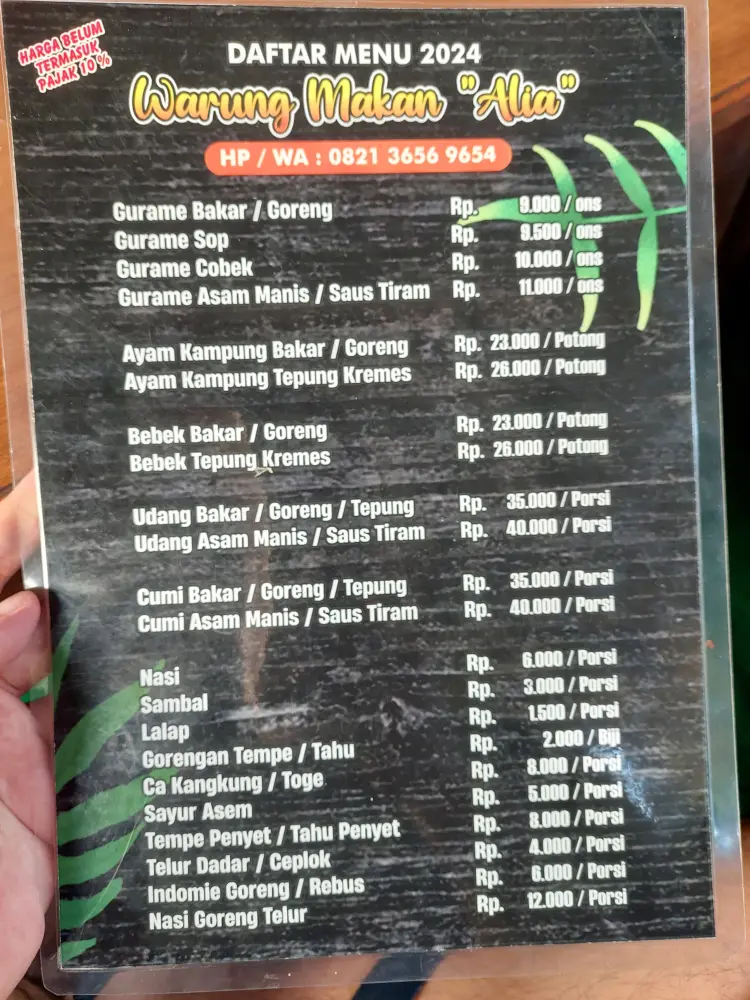 HARGA BELUM
TERMASUK
PAJAK 10%
DAFTAR MENU 2024
Warung Makan "Alia"
HP / WA : 0821 3656 9654
Gurame Bakar / Goreng Rp. 9.000 / ons
Gurame Sop Rp. 9.500 / ons
Gurame Cobek Rp. 10.000 / ons
Gurame Asam Manis / Saus Tiram Rp. 11.000 / ons
Ayam Kampung Bakar / Goreng Rp. 23.000 / Potong
Ayam Kampung Tepung Kremes Rp. 26.000 / Potong
Bebek Bakar / Goreng Rp. 23.000 / Potong
Bebek Tepung Kremes Rp. 26.000 / Potong
Udang Bakar / Goreng / Tepung Rp. 35.000 / Porsi
Udang Asam Manis / Saus Tiram Rp. 40.000 / Porsi
Cumi Bakar / Goreng / Tepung Rp. 35.000 / Porsi
Cumi Asam Manis / Saus Tiram Rp. 40.000 / Porsi
Nasi Rp. 6.000 / Porsi
Sambal Rp. 3.000 / Porsi
Lalap Rp. 1.500 / Porsi
Gorengan Tempe / Tahu Rp. 2.000 / Biji
Ca Kangkung / Toge Rp. 8.000 / Porsi
Sayur Asem Rp. 5.000 / Porsi
Tempe Penyet / Tahu Penyet Rp. 8.000 / Porsi
Telur Dadar / Ceplok Rp. 4.000 / Porsi
Indomie Goreng / Rebus Rp. 6.000 / Porsi
Nasi Goreng Telur Rp. 12.000 / Porsi